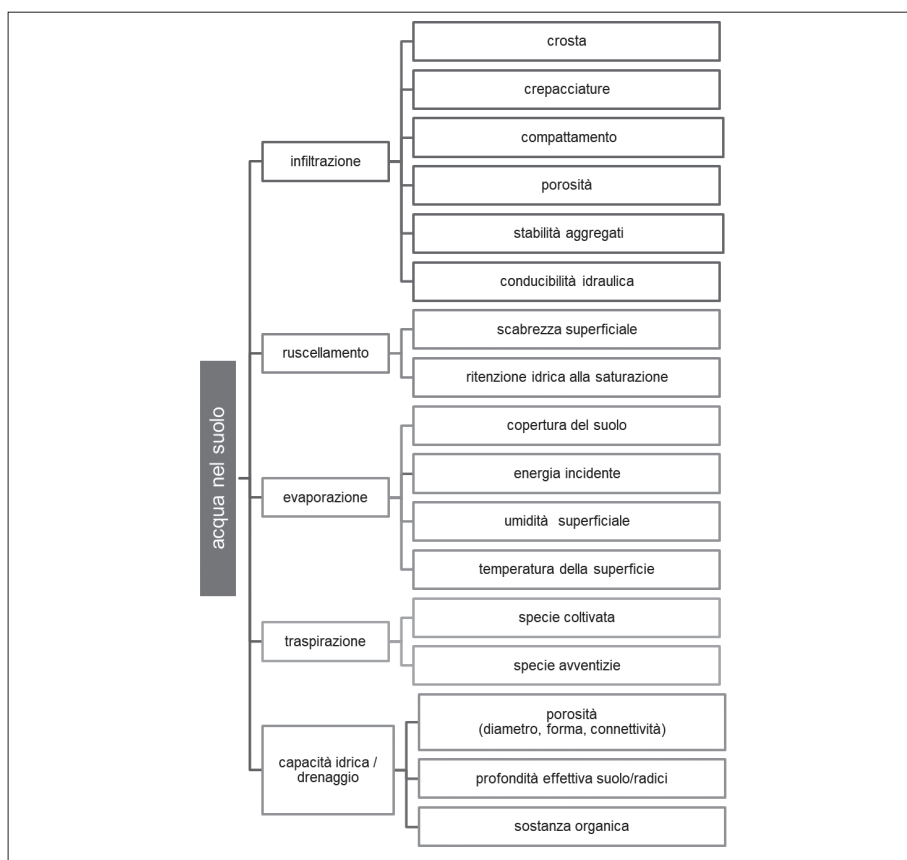 acqua nel suolo
infiltrazione
crosta
crepacciature
compattamento
porosità
stabilità aggregati
conducibilità idraulica
ruscellamento
scabrezza superficiale
ritenzione idrica alla saturazione
evaporazione
copertura del suolo
energia incidente
umidità superficiale
temperatura della superficie
traspirazione
specie coltivata
specie avventizie
capacità idrica /
drenaggio
porosità
(diametro, forma, connettività)
profondità effettiva suolo/radici
sostanza organica